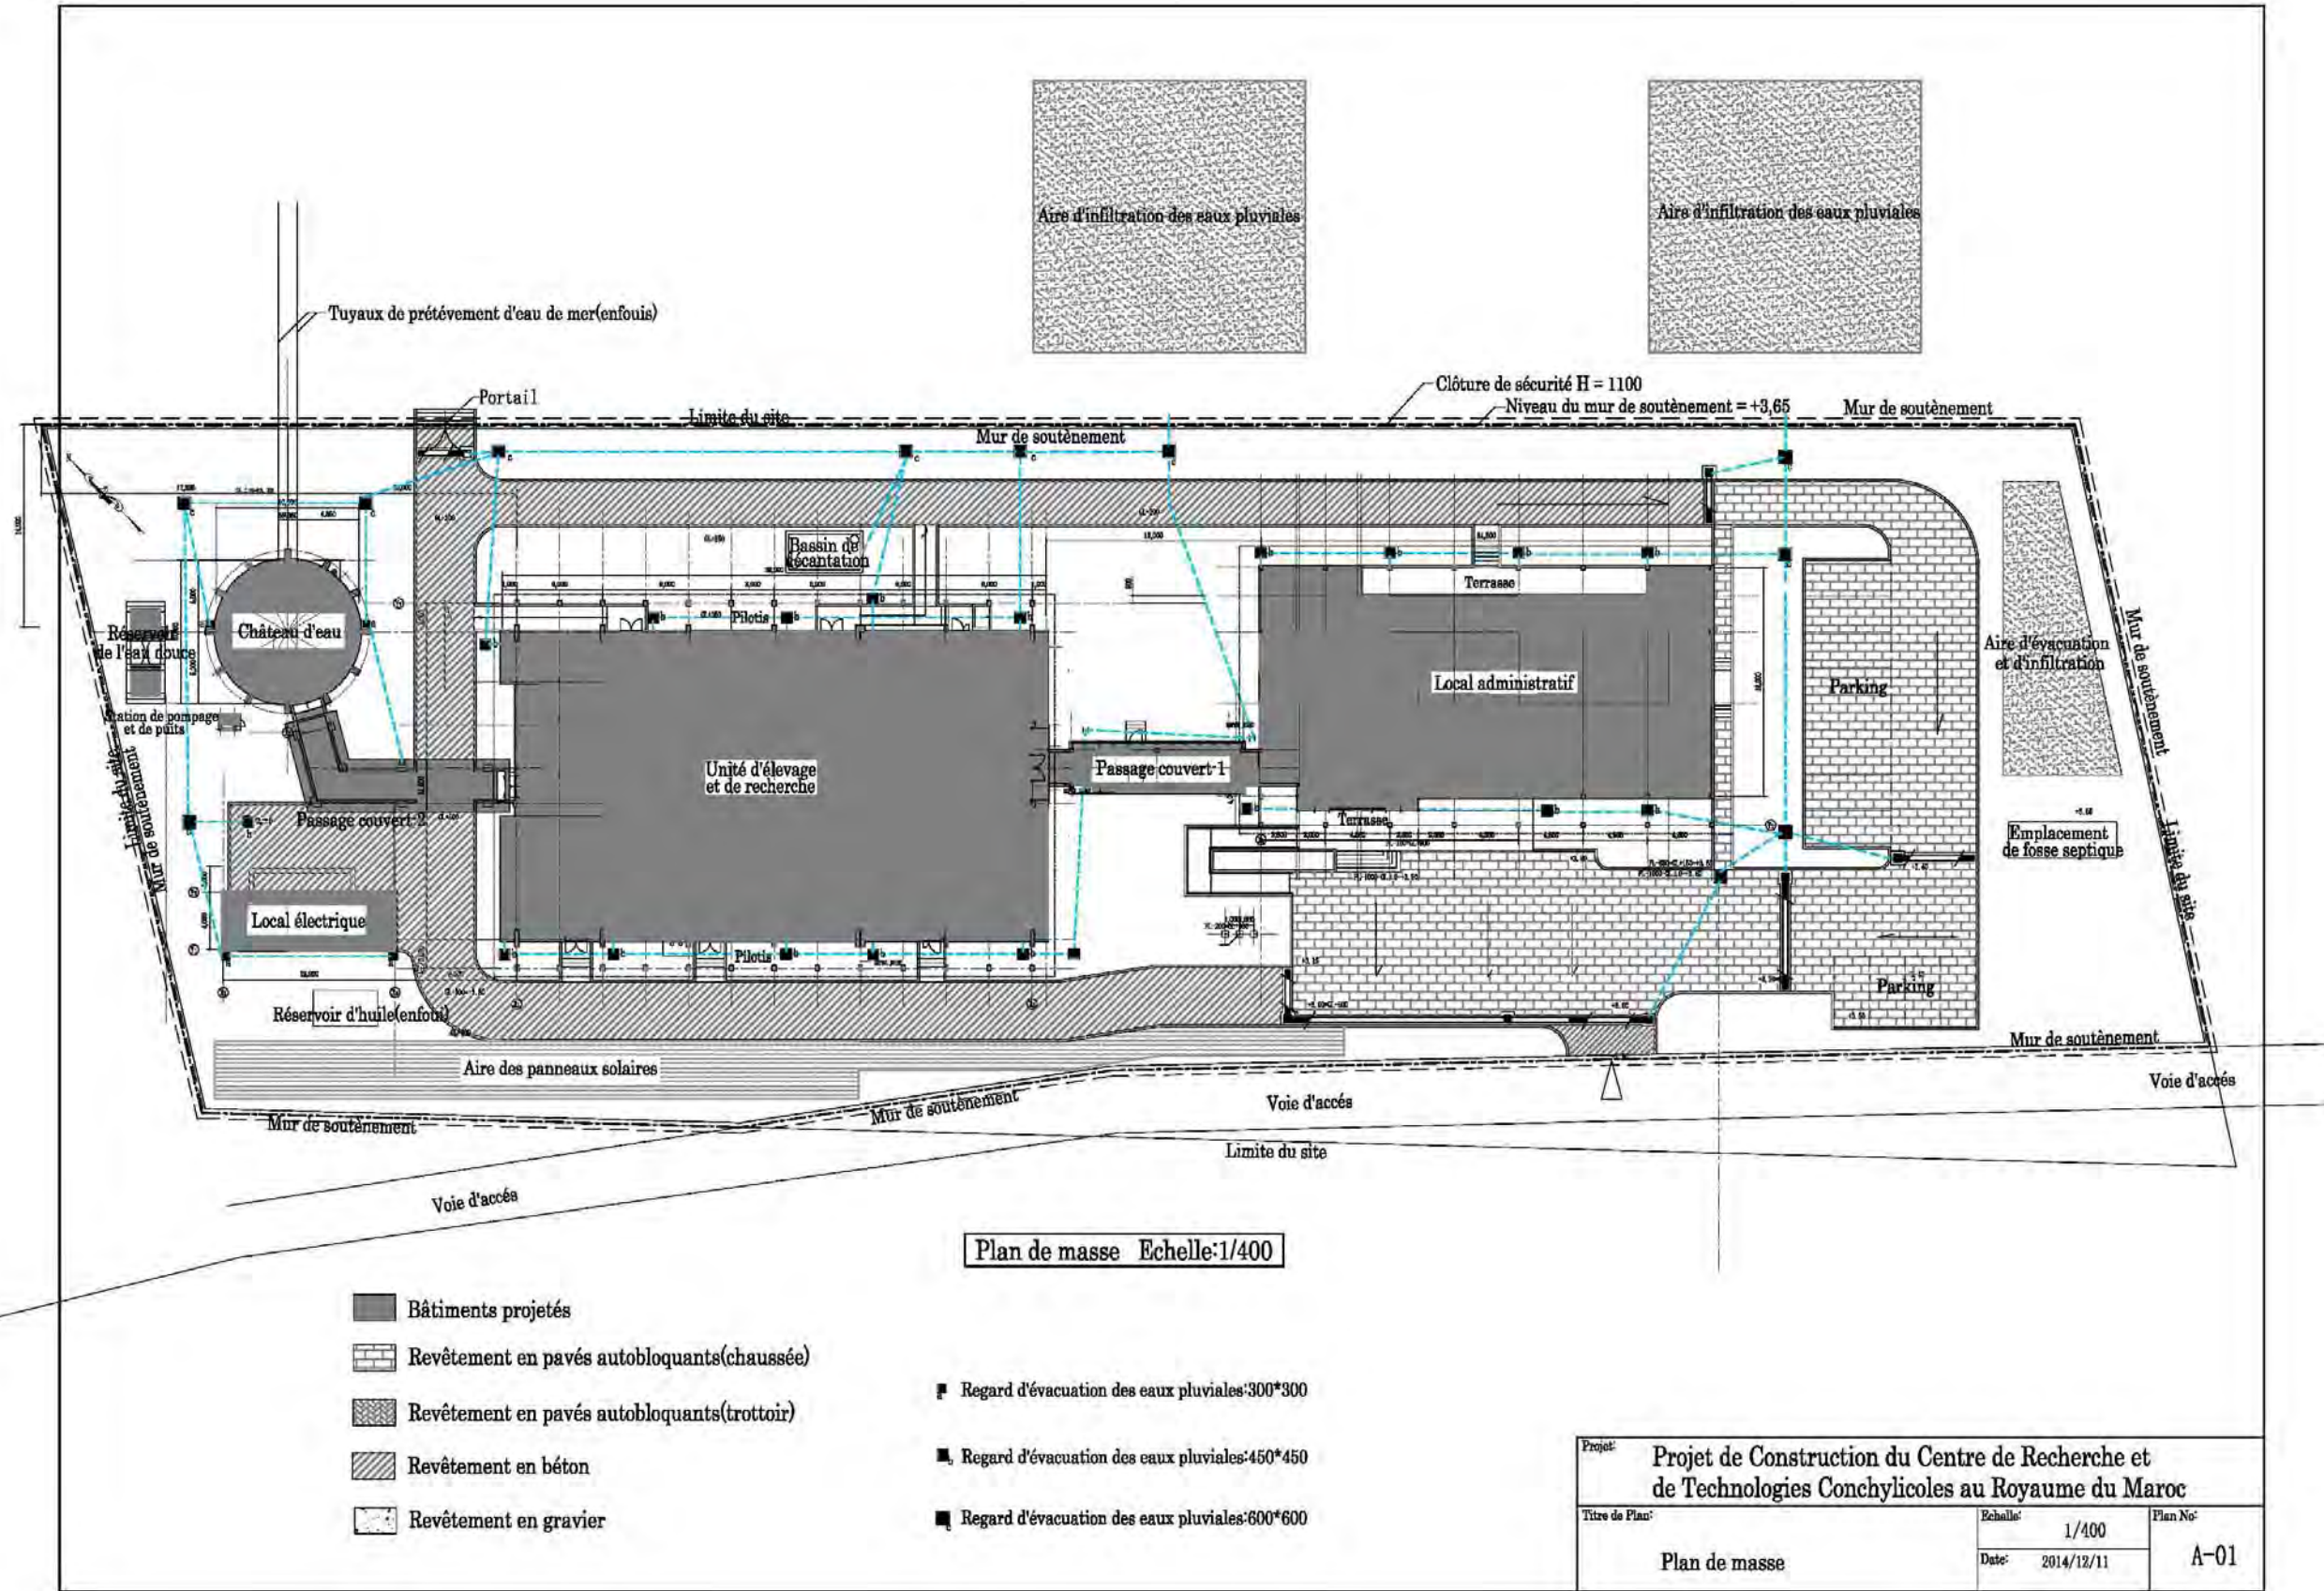 Aire d'infiltration des eaux pluviales
Aire d'infiltration des eaux pluviales
Tuyaux de prétévement d'eau de mer(enfouis)
Portail
Clôture de sécurité H = 1100
Niveau du mur de soutènement = +3,65
Mur de soutènement
Limite du site
Mur de soutènement
Bassin de
décantation
Terrasse
Château d'eau
Réservoir
de l'eau douce
Pilotis
Station de pompage
et de puits
Limite du site
Mur de soutènement
Unité d'élevage
et de recherche
Passage couvert-1
Local administratif
Parking
Aire d'évacuation
et d'infiltration
Mur de soutènement
Passage couvert-2
Terrasse
Emplacement
de fosse septique
Limite du site
Local électrique
Pilotis
Parking
Réservoir d'huile(enfoui)
Aire des panneaux solaires
Mur de soutènement
Voie d'accés
Mur de soutènement
Mur de soutènement
Voie d'accés
Limite du site
Voie d'accés
Plan de masse Echelle:1/400
Bâtiments projetés
Revêtement en pavés autobloquants(chaussée)
Revêtement en pavés autobloquants(trottoir)
Revêtement en béton
Revêtement en gravier
Regard d'évacuation des eaux pluviales:300*300
Regard d'évacuation des eaux pluviales:450*450
Regard d'évacuation des eaux pluviales:600*600
Projet:
Projet de Construction du Centre de Recherche et
de Technologies Conchylicoles au Royaume du Maroc
Titre de Plan:
Plan de masse
Echelle:
1/400
Date: 2014/12/11
Plan No:
A-01